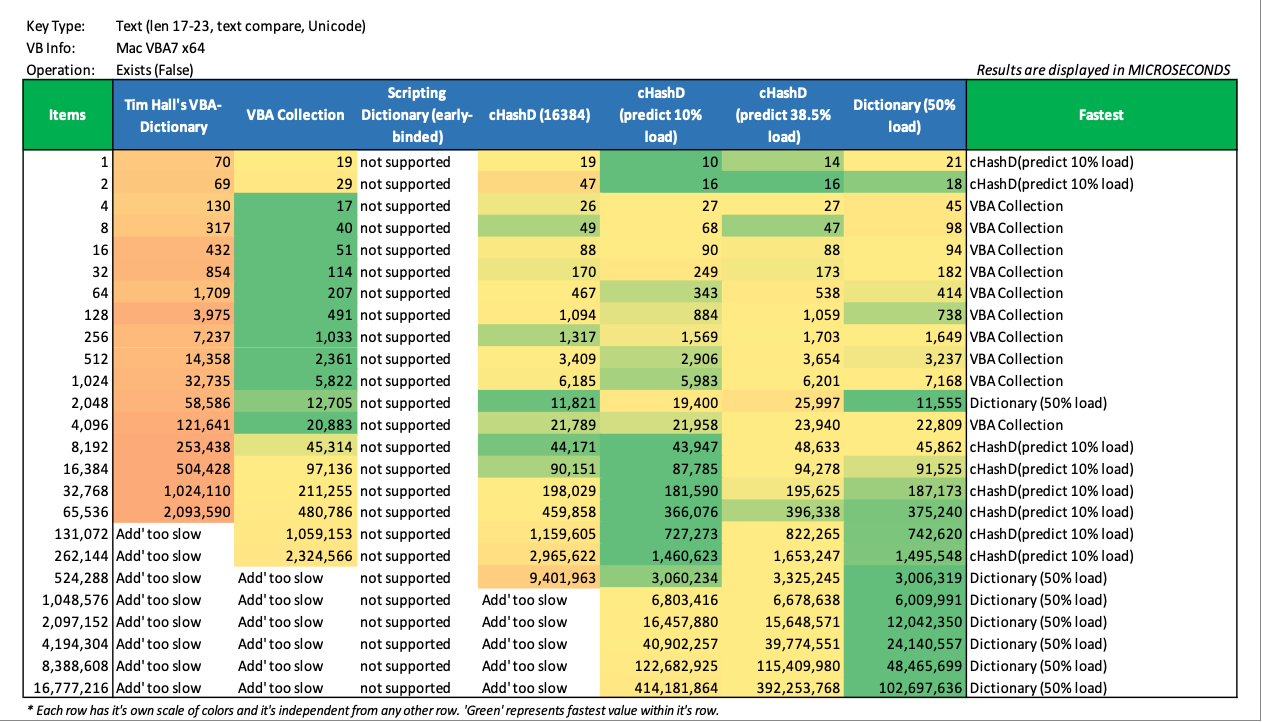 Key Type: Text (len 17-23, text compare, Unicode)
VB Info: Mac VBA7 x64
Operation: Exists (False) Results are displayed in MICROSECONDS
Items Tim Hall's VBA-Dictionary VBA Collection Scripting Dictionary (early-binded) cHashD (16384) cHashD (predict 10% load) cHashD (predict 38.5% load) Dictionary (50% load) Fastest
1 70 19 not supported 19 10 14 21 cHashD(predict 10% load)
2 69 29 not supported 47 16 16 18 cHashD(predict 10% load)
4 130 17 not supported 26 27 27 45 VBA Collection
8 317 40 not supported 49 68 47 98 VBA Collection
16 432 51 not supported 88 90 88 94 VBA Collection
32 854 114 not supported 170 249 173 182 VBA Collection
64 1,709 207 not supported 467 343 538 414 VBA Collection
128 3,975 491 not supported 1,094 884 1,059 738 VBA Collection
256 7,237 1,033 not supported 1,317 1,569 1,703 1,649 VBA Collection
512 14,358 2,361 not supported 3,409 2,906 3,654 3,237 VBA Collection
1,024 32,735 5,822 not supported 6,185 5,983 6,201 7,168 VBA Collection
2,048 58,586 12,705 not supported 11,821 19,400 25,997 11,555 Dictionary (50% load)
4,096 121,641 20,883 not supported 21,789 21,958 23,940 22,809 VBA Collection
8,192 253,438 45,314 not supported 44,171 43,947 48,633 45,862 cHashD(predict 10% load)
16,384 504,428 97,136 not supported 90,151 87,785 94,278 91,525 cHashD(predict 10% load)
32,768 1,024,110 211,255 not supported 198,029 181,590 195,625 187,173 cHashD(predict 10% load)
65,536 2,093,590 480,786 not supported 459,858 366,076 396,338 375,240 cHashD(predict 10% load)
131,072 Add' too slow 1,059,153 not supported 1,159,605 727,273 822,265 742,620 cHashD(predict 10% load)
262,144 Add' too slow 2,324,566 not supported 2,965,622 1,460,623 1,653,247 1,495,548 cHashD(predict 10% load)
524,288 Add' too slow Add' too slow not supported 9,401,963 3,060,234 3,325,245 3,006,319 Dictionary (50% load)
1,048,576 Add' too slow Add' too slow not supported Add' too slow 6,803,416 6,678,638 6,009,991 Dictionary (50% load)
2,097,152 Add' too slow Add' too slow not supported Add' too slow 16,457,880 15,648,571 12,042,350 Dictionary (50% load)
4,194,304 Add' too slow Add' too slow not supported Add' too slow 40,902,257 39,774,551 24,140,557 Dictionary (50% load)
8,388,608 Add' too slow Add' too slow not supported Add' too slow 122,682,925 115,409,980 48,465,699 Dictionary (50% load)
16,777,216 Add' too slow Add' too slow not supported Add' too slow 414,181,864 392,253,768 102,697,636 Dictionary (50% load)
* Each row has it's own scale of colors and it's independent from any other row. 'Green' represents fastest value within it's row.